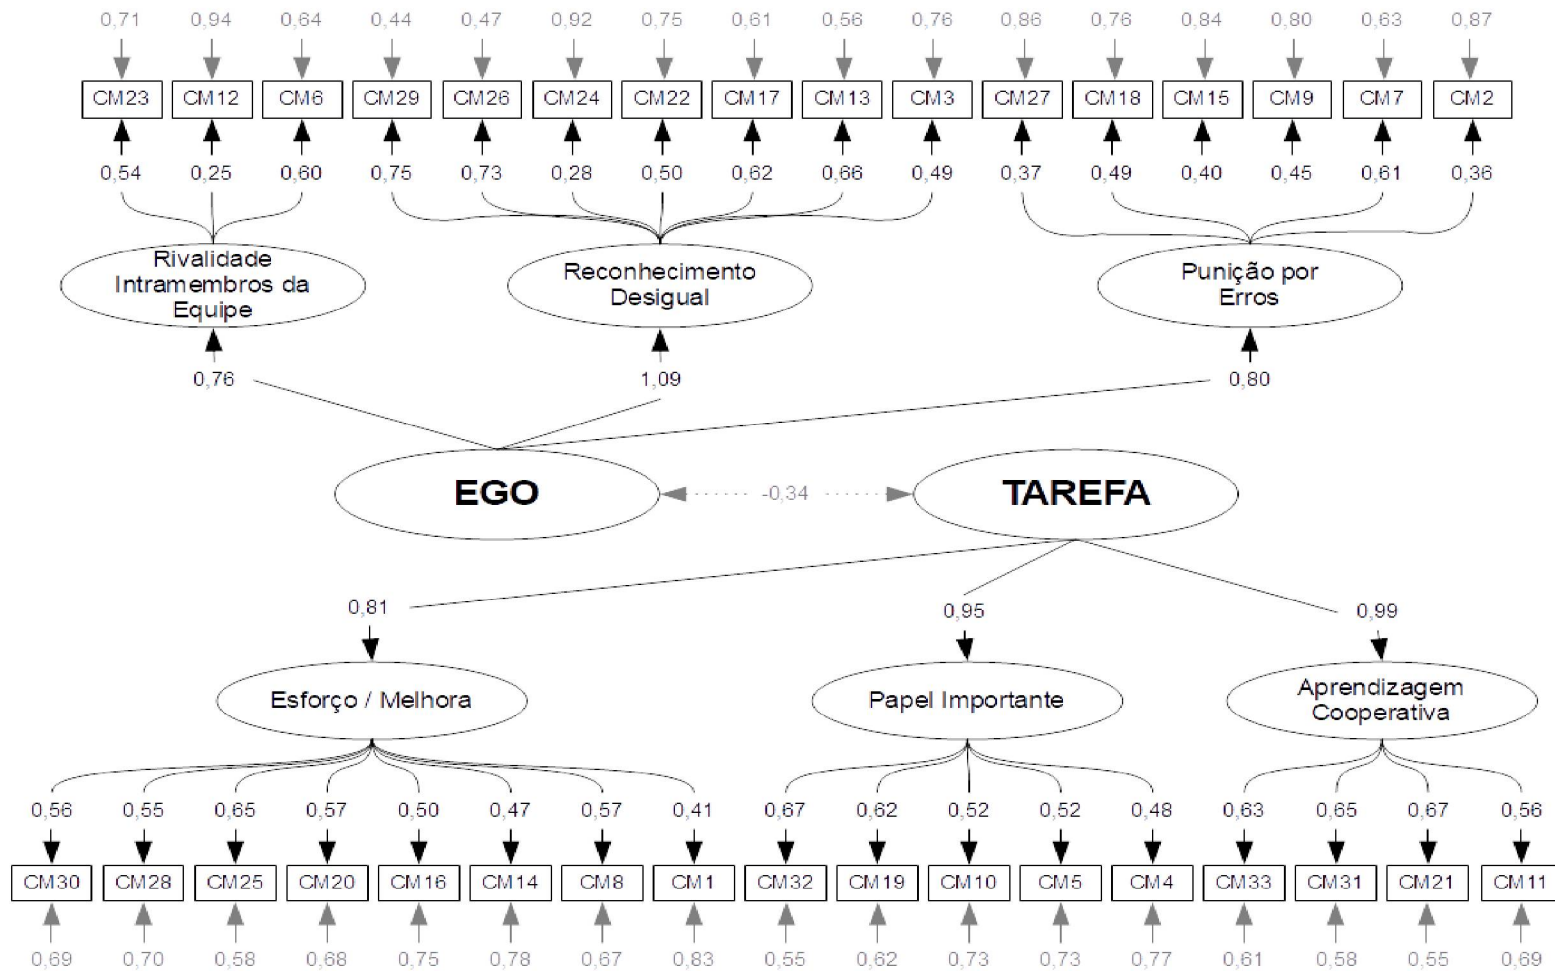 0,71 0,94 0,64 0,44 0,47 0,92 0,75 0,61 0,56 0,76 0,86 0,76 0,84 0,80 0,63 0,87
CM23 CM12 CM6 CM29 CM26 CM24 CM22 CM17 CM13 CM3 CM27 CM18 CM15 CM9 CM7 CM2
0,54 0,25 0,60 0,75 0,73 0,28 0,50 0,62 0,66 0,49 0,37 0,49 0,40 0,45 0,61 0,36
Rivalidade
Intramembros da
Equipe
Reconhecimento
Desigual
Punição por
Erros
0,76 1,09 0,80
EGO -0,34 TAREFA
0,81 0,95 0,99
Esforço / Melhora
Papel Importante
Aprendizagem
Cooperativa
0,56 0,55 0,65 0,57 0,50 0,47 0,57 0,41 0,67 0,62 0,52 0,52 0,48 0,63 0,65 0,67 0,56
CM30 CM28 CM25 CM20 CM16 CM14 CM8 CM1 CM32 CM19 CM10 CM5 CM4 CM33 CM31 CM21 CM11
0,69 0,70 0,58 0,68 0,75 0,78 0,67 0,83 0,55 0,62 0,73 0,73 0,77 0,61 0,58 0,55 0,69